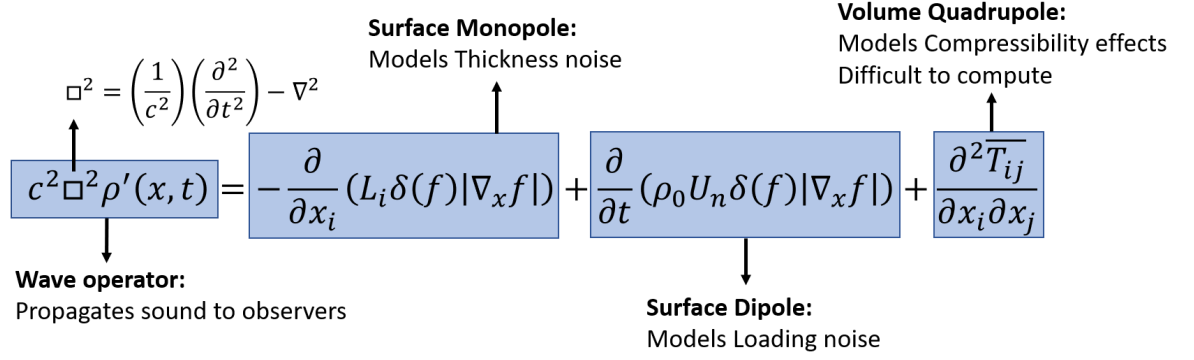 Surface Monopole:
Models Thickness noise
Volume Quadrupole:
Models Compressibility effects
Difficult to compute
□² = (1/c²)(∂²/∂t²) − ∇²
c²□²ρ′(x, t) = −∂/∂xᵢ (Lᵢδ(f)|∇ₓf|) + ∂/∂t (ρ₀Uₙδ(f)|∇ₓf|) + ∂²T̅ᵢⱼ/∂xᵢ∂xⱼ
Wave operator:
Propagates sound to observers
Surface Dipole:
Models Loading noise